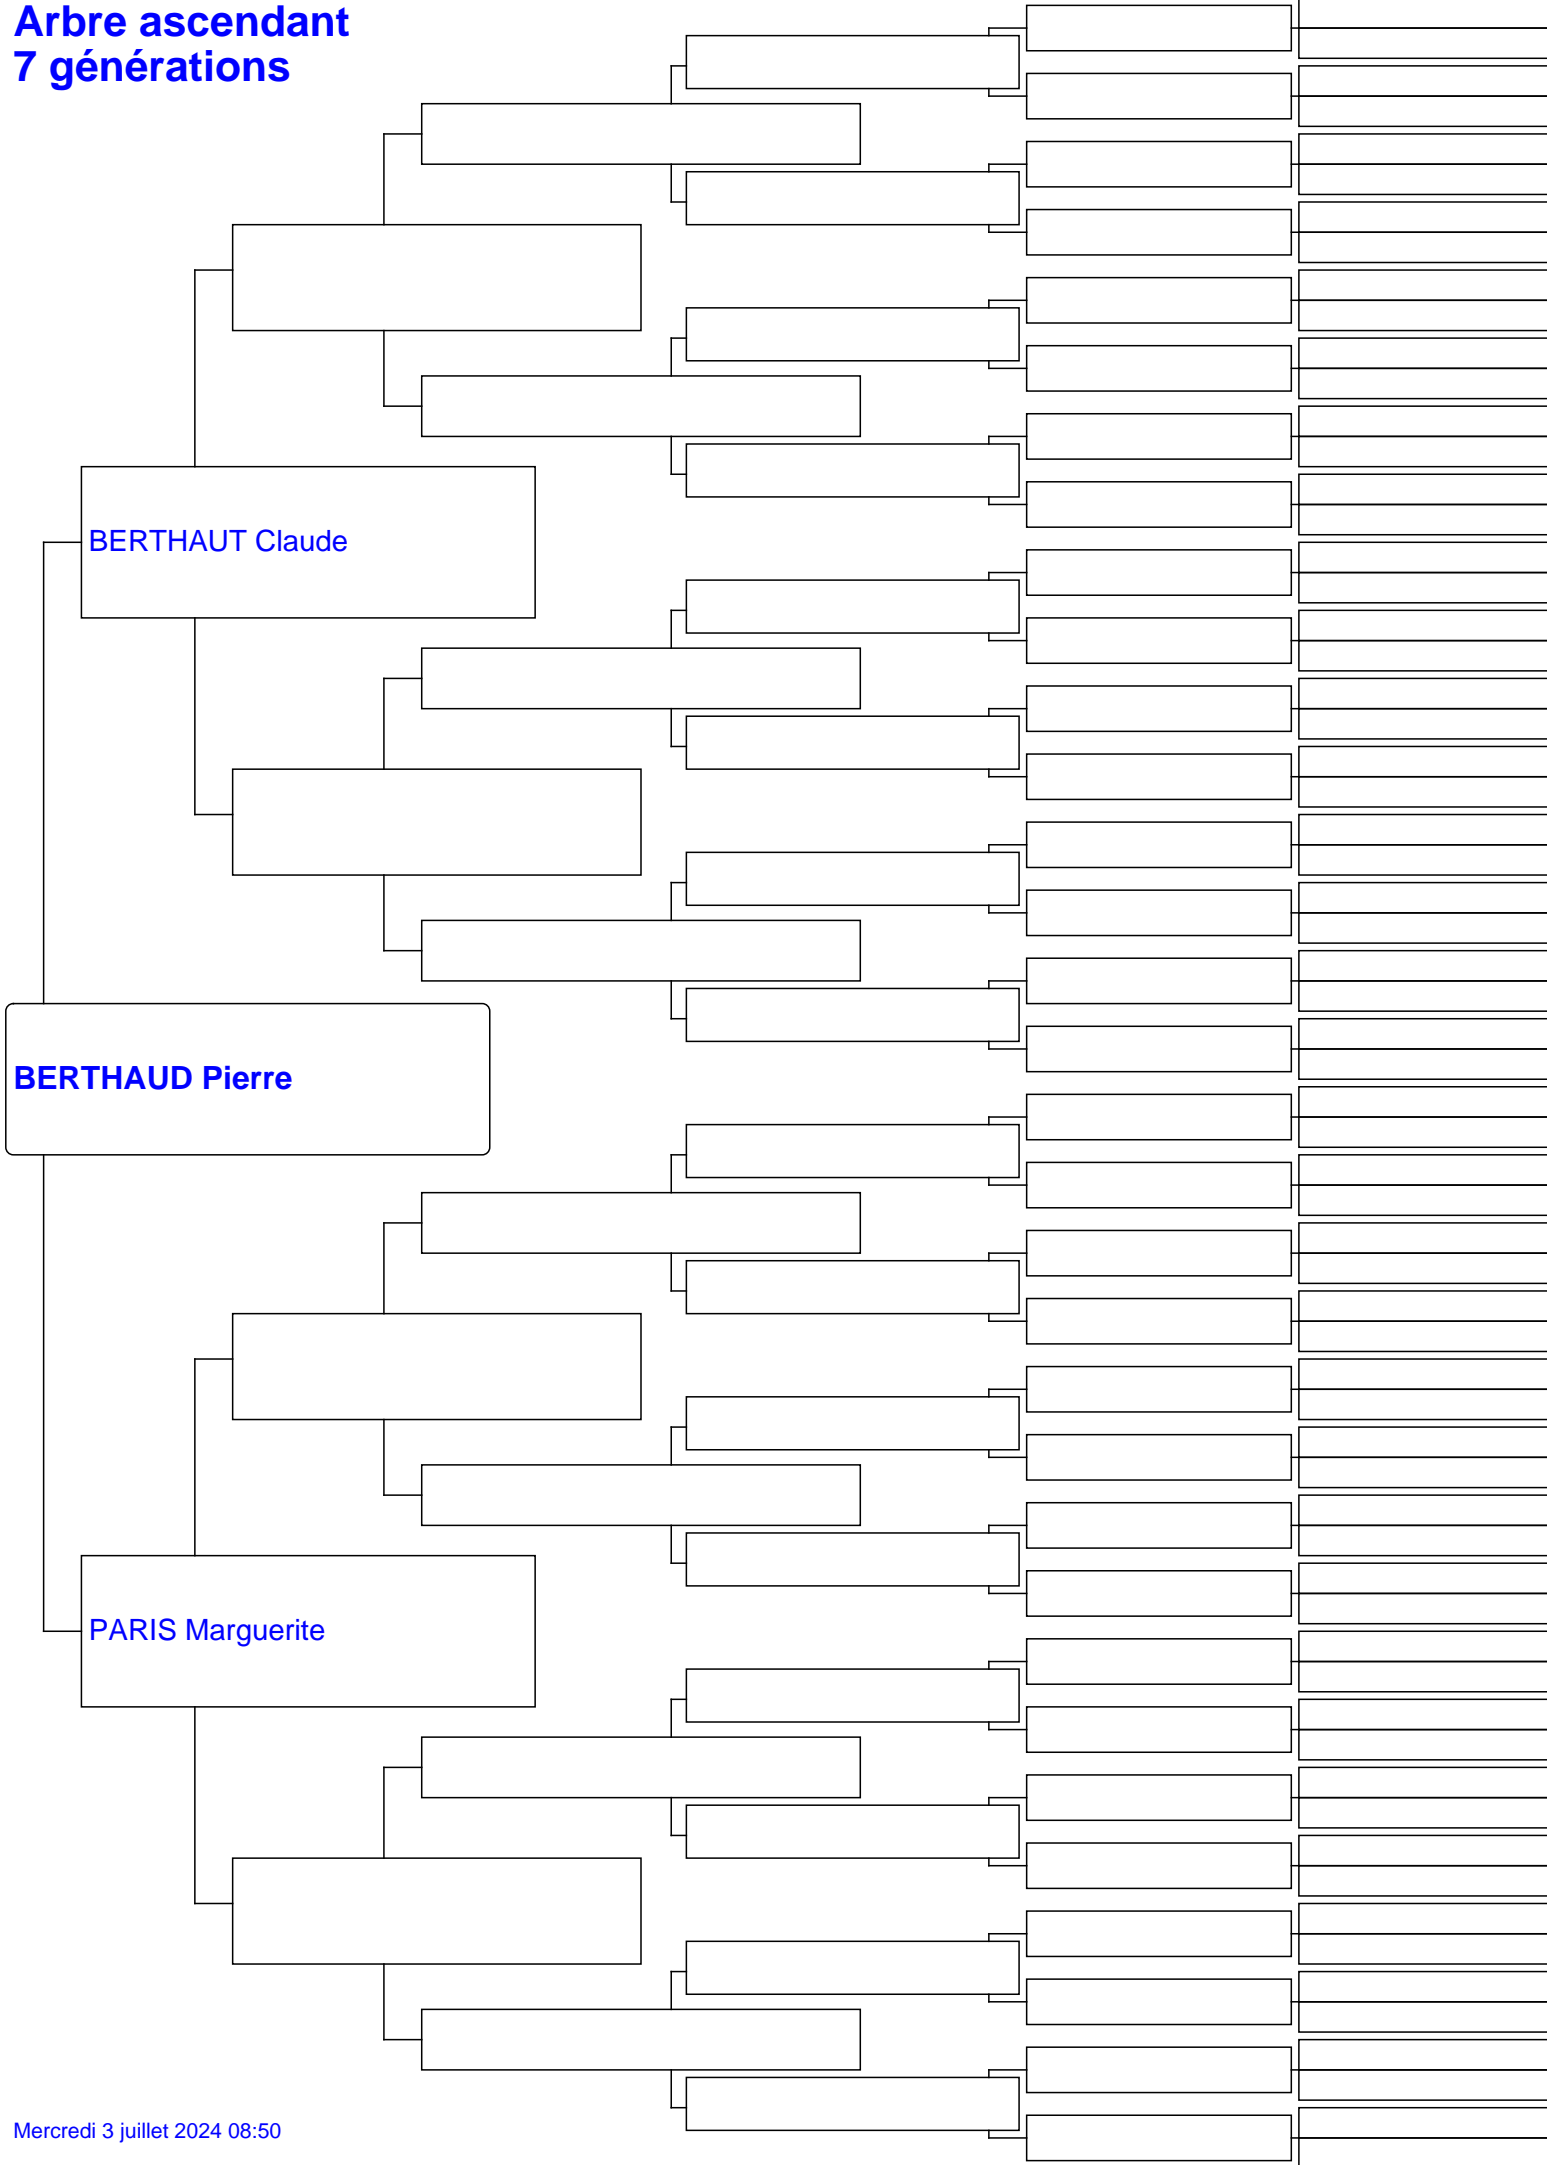 Arbre ascendant
7 générations
BERTHAUT Claude
BERTHAUD Pierre
PARIS Marguerite
Mercredi 3 juillet 2024 08:50